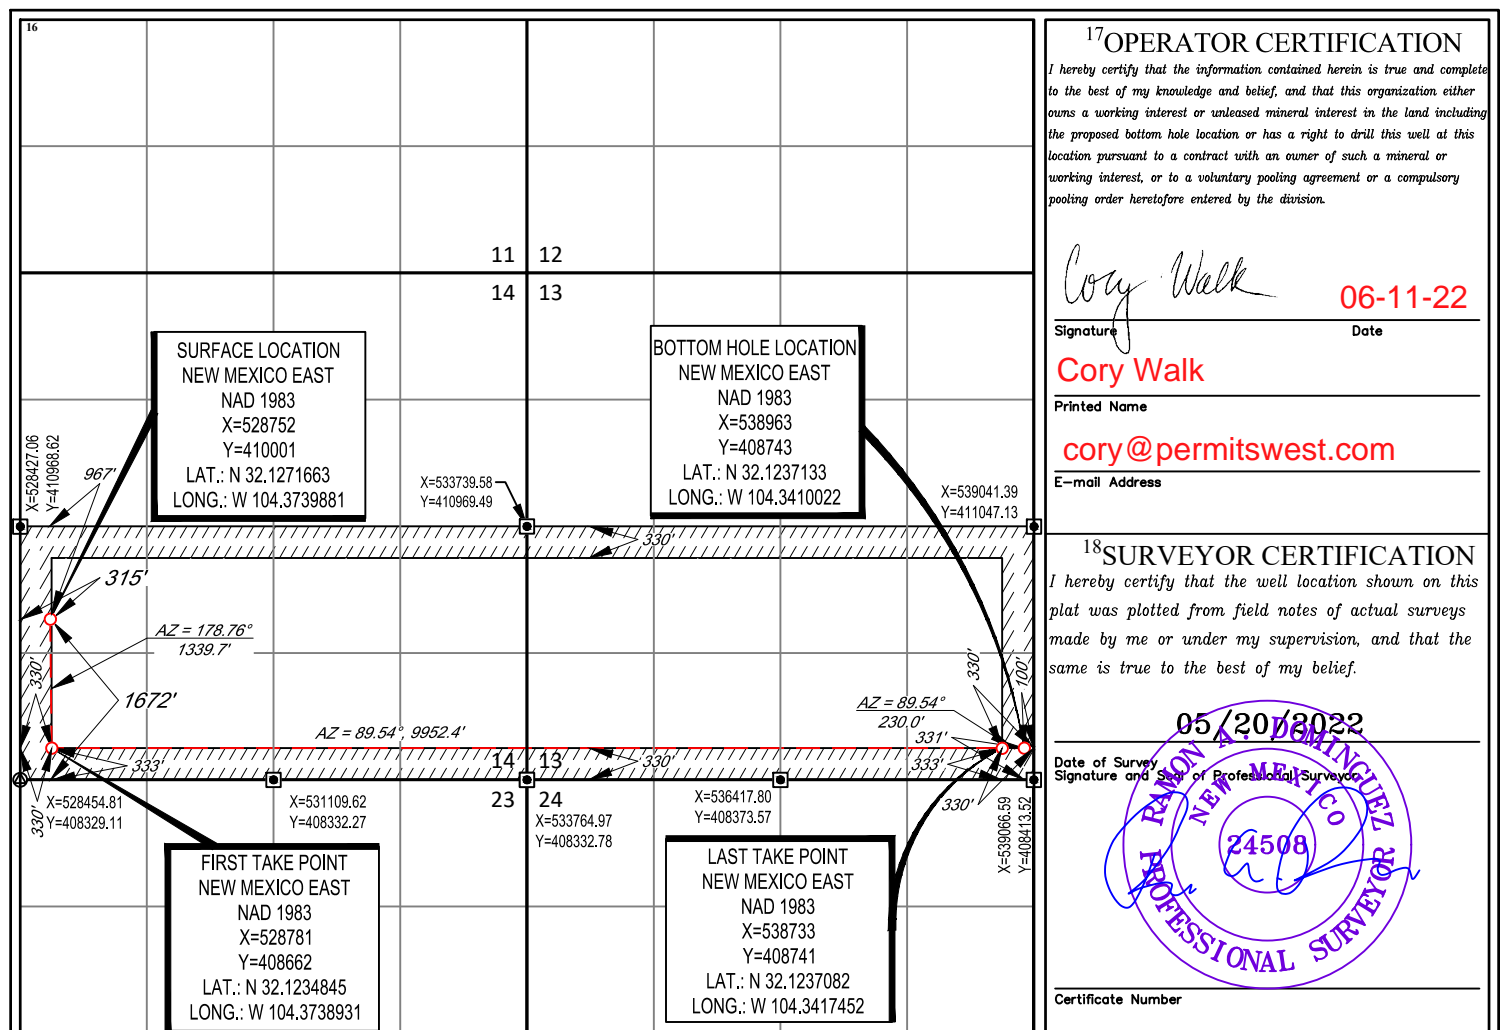 16
11 12
14 13
SURFACE LOCATION
NEW MEXICO EAST
NAD 1983
X=528752
Y=410001
LAT.: N 32.1271663
LONG.: W 104.3739881
BOTTOM HOLE LOCATION
NEW MEXICO EAST
NAD 1983
X=538963
Y=408743
LAT.: N 32.1237133
LONG.: W 104.3410022
X=528427.06
Y=410968.62
967'
X=533739.58
Y=410969.49
X=539041.39
Y=411047.13
330'
315'
AZ = 178.76°
1339.7'
330'
1672'
330'
100'
AZ = 89.54°
230.0'
AZ = 89.54°, 9952.4'
331'
14 13
333'
330'
333'
23 24
330'
X=528454.81
Y=408329.11
X=531109.62
Y=408332.27
X=533764.97
Y=408332.78
X=536417.80
Y=408373.57
330'
X=539066.59
Y=408413.52
FIRST TAKE POINT
NEW MEXICO EAST
NAD 1983
X=528781
Y=408662
LAT.: N 32.1234845
LONG.: W 104.3738931
LAST TAKE POINT
NEW MEXICO EAST
NAD 1983
X=538733
Y=408741
LAT.: N 32.1237082
LONG.: W 104.3417452
17OPERATOR CERTIFICATION
I hereby certify that the information contained herein is true and complete
to the best of my knowledge and belief, and that this organization either
owns a working interest or unleased mineral interest in the land including
the proposed bottom hole location or has a right to drill this well at this
location pursuant to a contract with an owner of such a mineral or
working interest, or to a voluntary pooling agreement or a compulsory
pooling order heretofore entered by the division.
Cory Walk
06-11-22
Signature Date
Cory Walk
Printed Name
cory@permitswest.com
E-mail Address
18SURVEYOR CERTIFICATION
I hereby certify that the well location shown on this
plat was plotted from field notes of actual surveys
made by me or under my supervision, and that the
same is true to the best of my belief.
05/20/2022
Date of Survey
Signature and Seal of Professional Surveyor
RAMON A. DOMINGUEZ
NEW MEXICO
24508
PROFESSIONAL SURVEYOR
Certificate Number